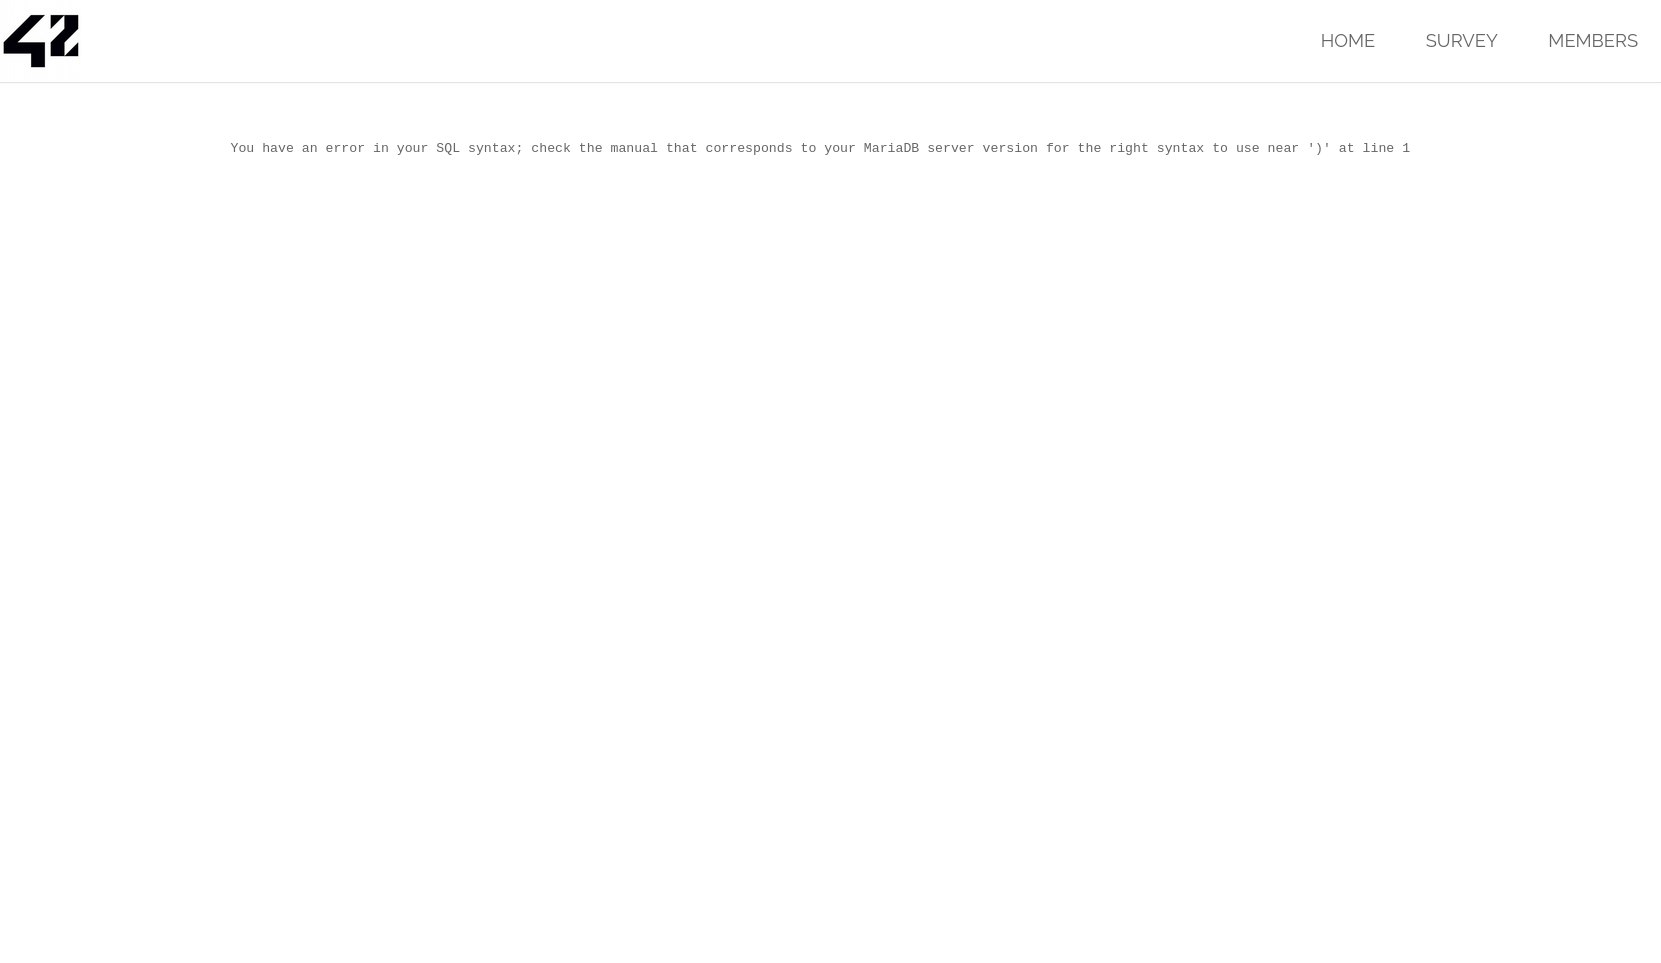 42
HOME SURVEY MEMBERS
You have an error in your SQL syntax; check the manual that corresponds to your MariaDB server version for the right syntax to use near ')' at line 1